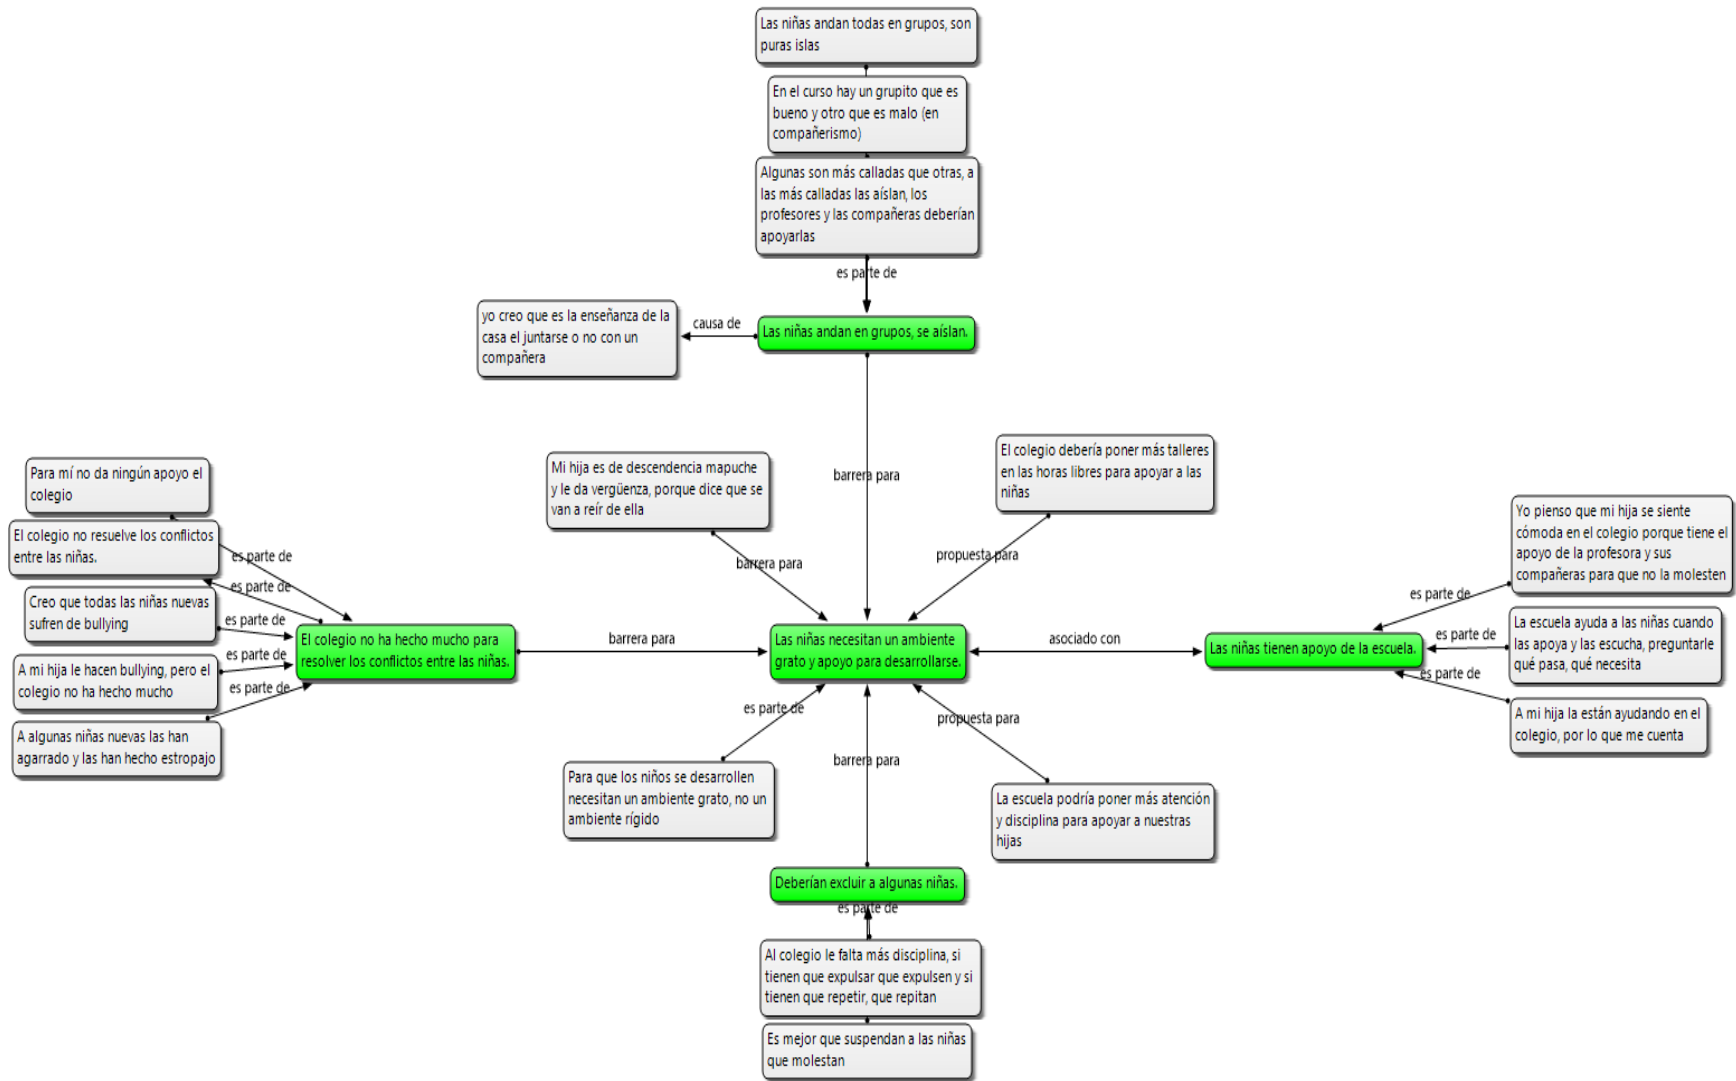 Las niñas andan todas en grupos, son
puras islas
En el curso hay un grupito que es
bueno y otro que es malo (en
compañerismo)
Algunas son más calladas que otras, a
las más calladas las aíslan, los
profesores y las compañeras deberían
apoyarlas
es parte de
yo creo que es la enseñanza de la
casa el juntarse o no con un
compañera
causa de
Las niñas andan en grupos, se aíslan.
barrera para
Mi hija es de descendencia mapuche
y le da vergüenza, porque dice que se
van a reír de ella
barrera para
El colegio debería poner más talleres
en las horas libres para apoyar a las
niñas
propuesta para
Para mí no da ningún apoyo el
colegio
es parte de
El colegio no resuelve los conflictos
entre las niñas.
es parte de
Creo que todas las niñas nuevas
sufren de bullying
es parte de
A mi hija le hacen bullying, pero el
colegio no ha hecho mucho
es parte de
A algunas niñas nuevas las han
agarrado y las han hecho estropajo
es parte de
El colegio no ha hecho mucho para
resolver los conflictos entre las niñas.
barrera para
Las niñas necesitan un ambiente
grato y apoyo para desarrollarse.
asociado con
Las niñas tienen apoyo de la escuela.
Yo pienso que mi hija se siente
cómoda en el colegio porque tiene el
apoyo de la profesora y sus
compañeras para que no la molesten
es parte de
La escuela ayuda a las niñas cuando
las apoya y las escucha, preguntarle
qué pasa, qué necesita
es parte de
A mi hija la están ayudando en el
colegio, por lo que me cuenta
es parte de
es parte de
Para que los niños se desarrollen
necesitan un ambiente grato, no un
ambiente rígido
propuesta para
La escuela podría poner más atención
y disciplina para apoyar a nuestras
hijas
barrera para
Deberían excluir a algunas niñas.
es parte de
Al colegio le falta más disciplina, si
tienen que expulsar que expulsen y si
tienen que repetir, que repitan
Es mejor que suspendan a las niñas
que molestan